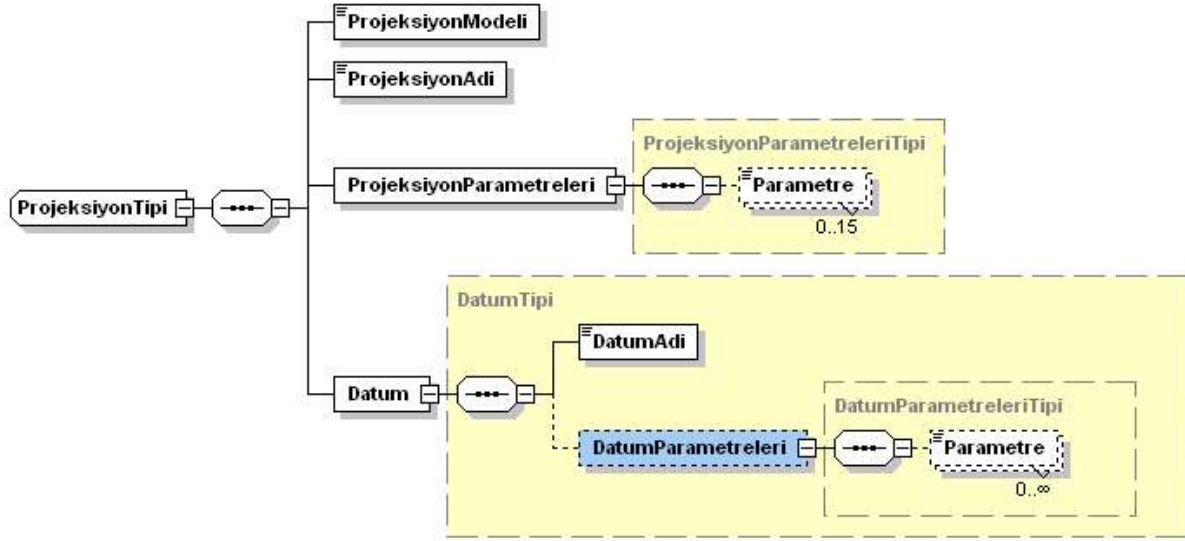 ProjeksiyonModeli
ProjeksiyonAdi
ProjeksiyonParametreleriTipi
ProjeksiyonParametreleri
Parametre
ProjeksiyonTipi
0..15
DatumTipi
DatumAdi
Datum
DatumParametreleriTipi
DatumParametreleri
Parametre
0..∞